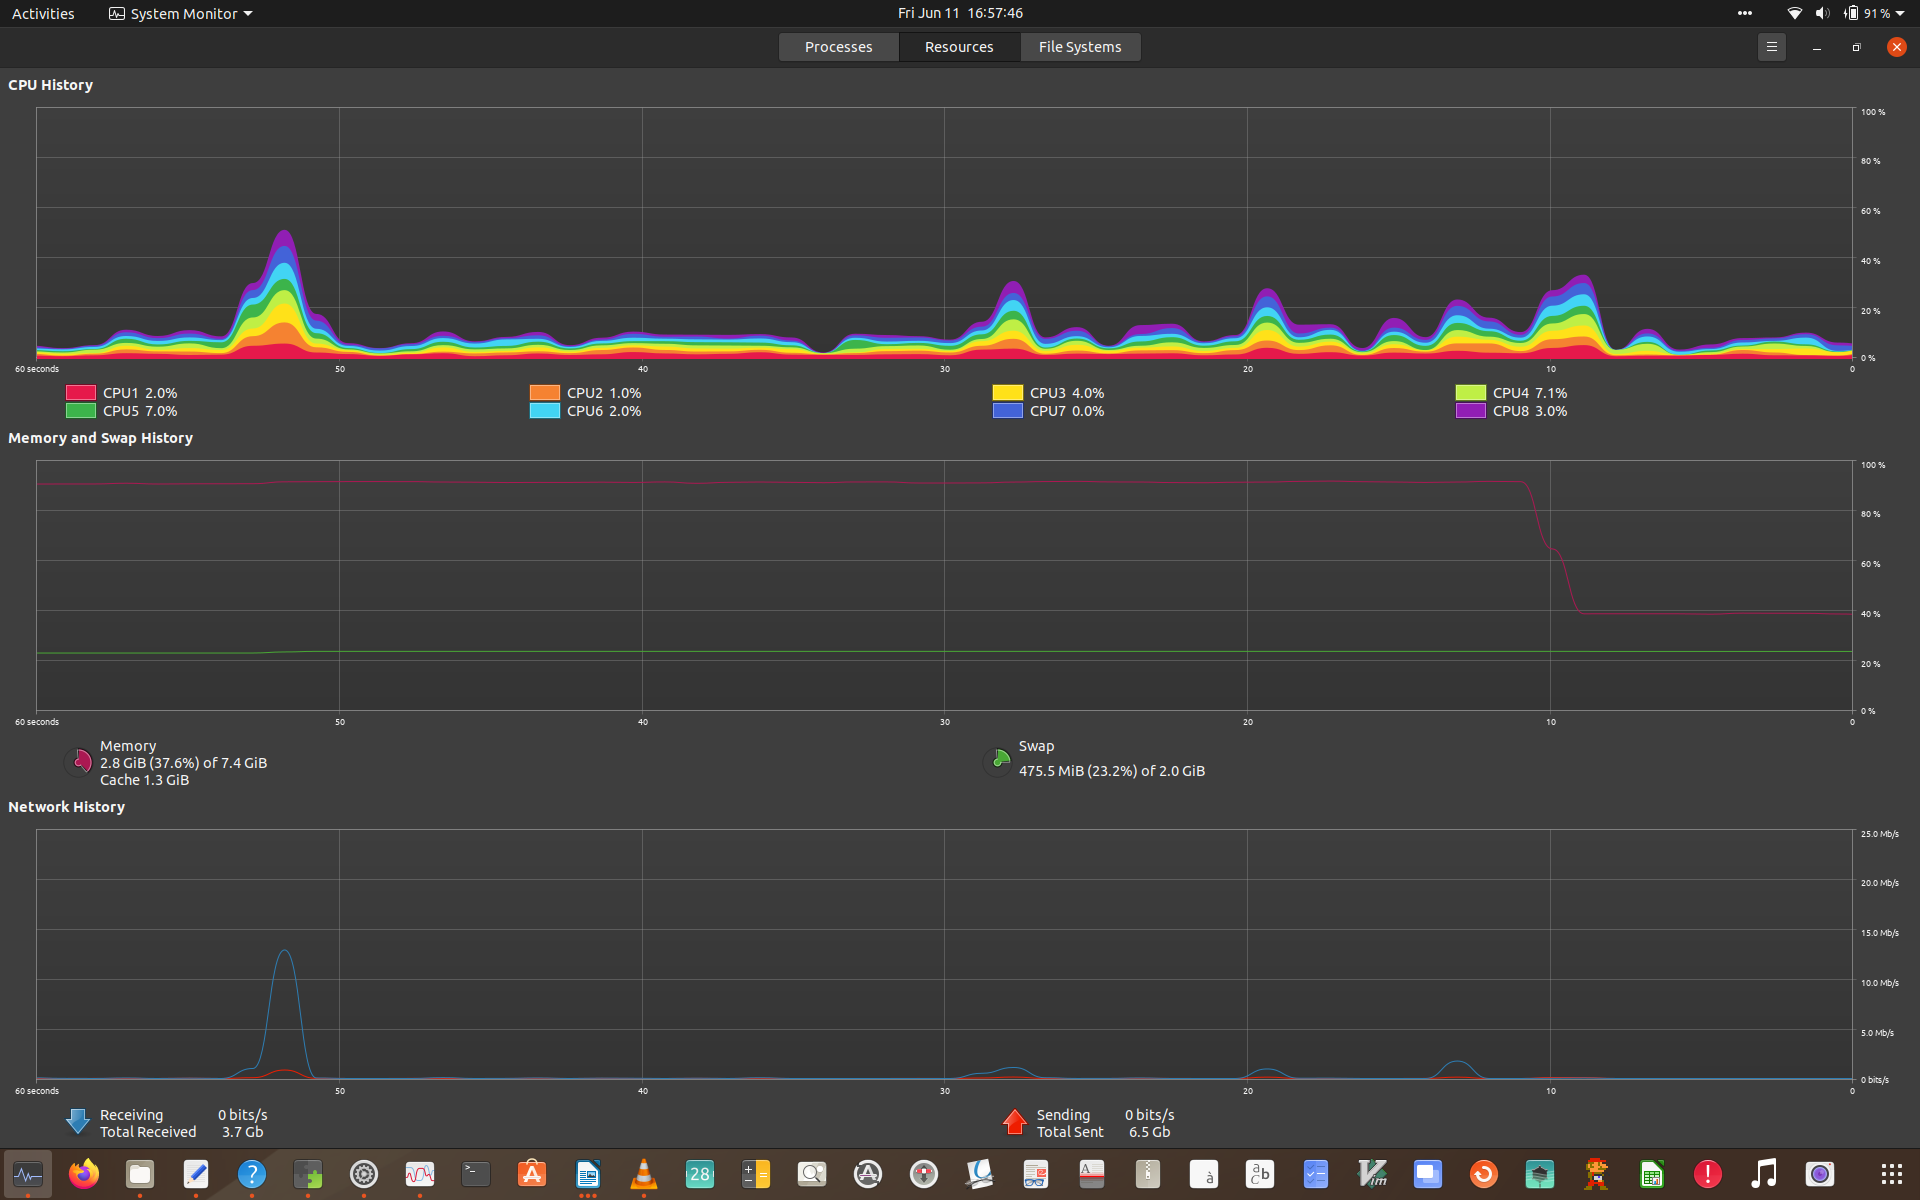 Activities System Monitor Fri Jun 11 16:57:46 91 %
Processes Resources File Systems
CPU History
100 %
80 %
60 %
40 %
20 %
0 %
60 seconds 50 40 30 20 10 0
CPU1 2.0% CPU2 1.0% CPU3 4.0% CPU4 7.1%
CPU5 7.0% CPU6 2.0% CPU7 0.0% CPU8 3.0%
Memory and Swap History
100 %
80 %
60 %
40 %
20 %
0 %
60 seconds 50 40 30 20 10 0
Memory
2.8 GiB (37.6%) of 7.4 GiB
Cache 1.3 GiB
Swap
475.5 MiB (23.2%) of 2.0 GiB
Network History
25.0 Mb/s
20.0 Mb/s
15.0 Mb/s
10.0 Mb/s
5.0 Mb/s
0 bits/s
60 seconds 50 40 30 20 10 0
Receiving 0 bits/s
Total Received 3.7 Gb
Sending 0 bits/s
Total Sent 6.5 Gb
28
à
a b c
Vim